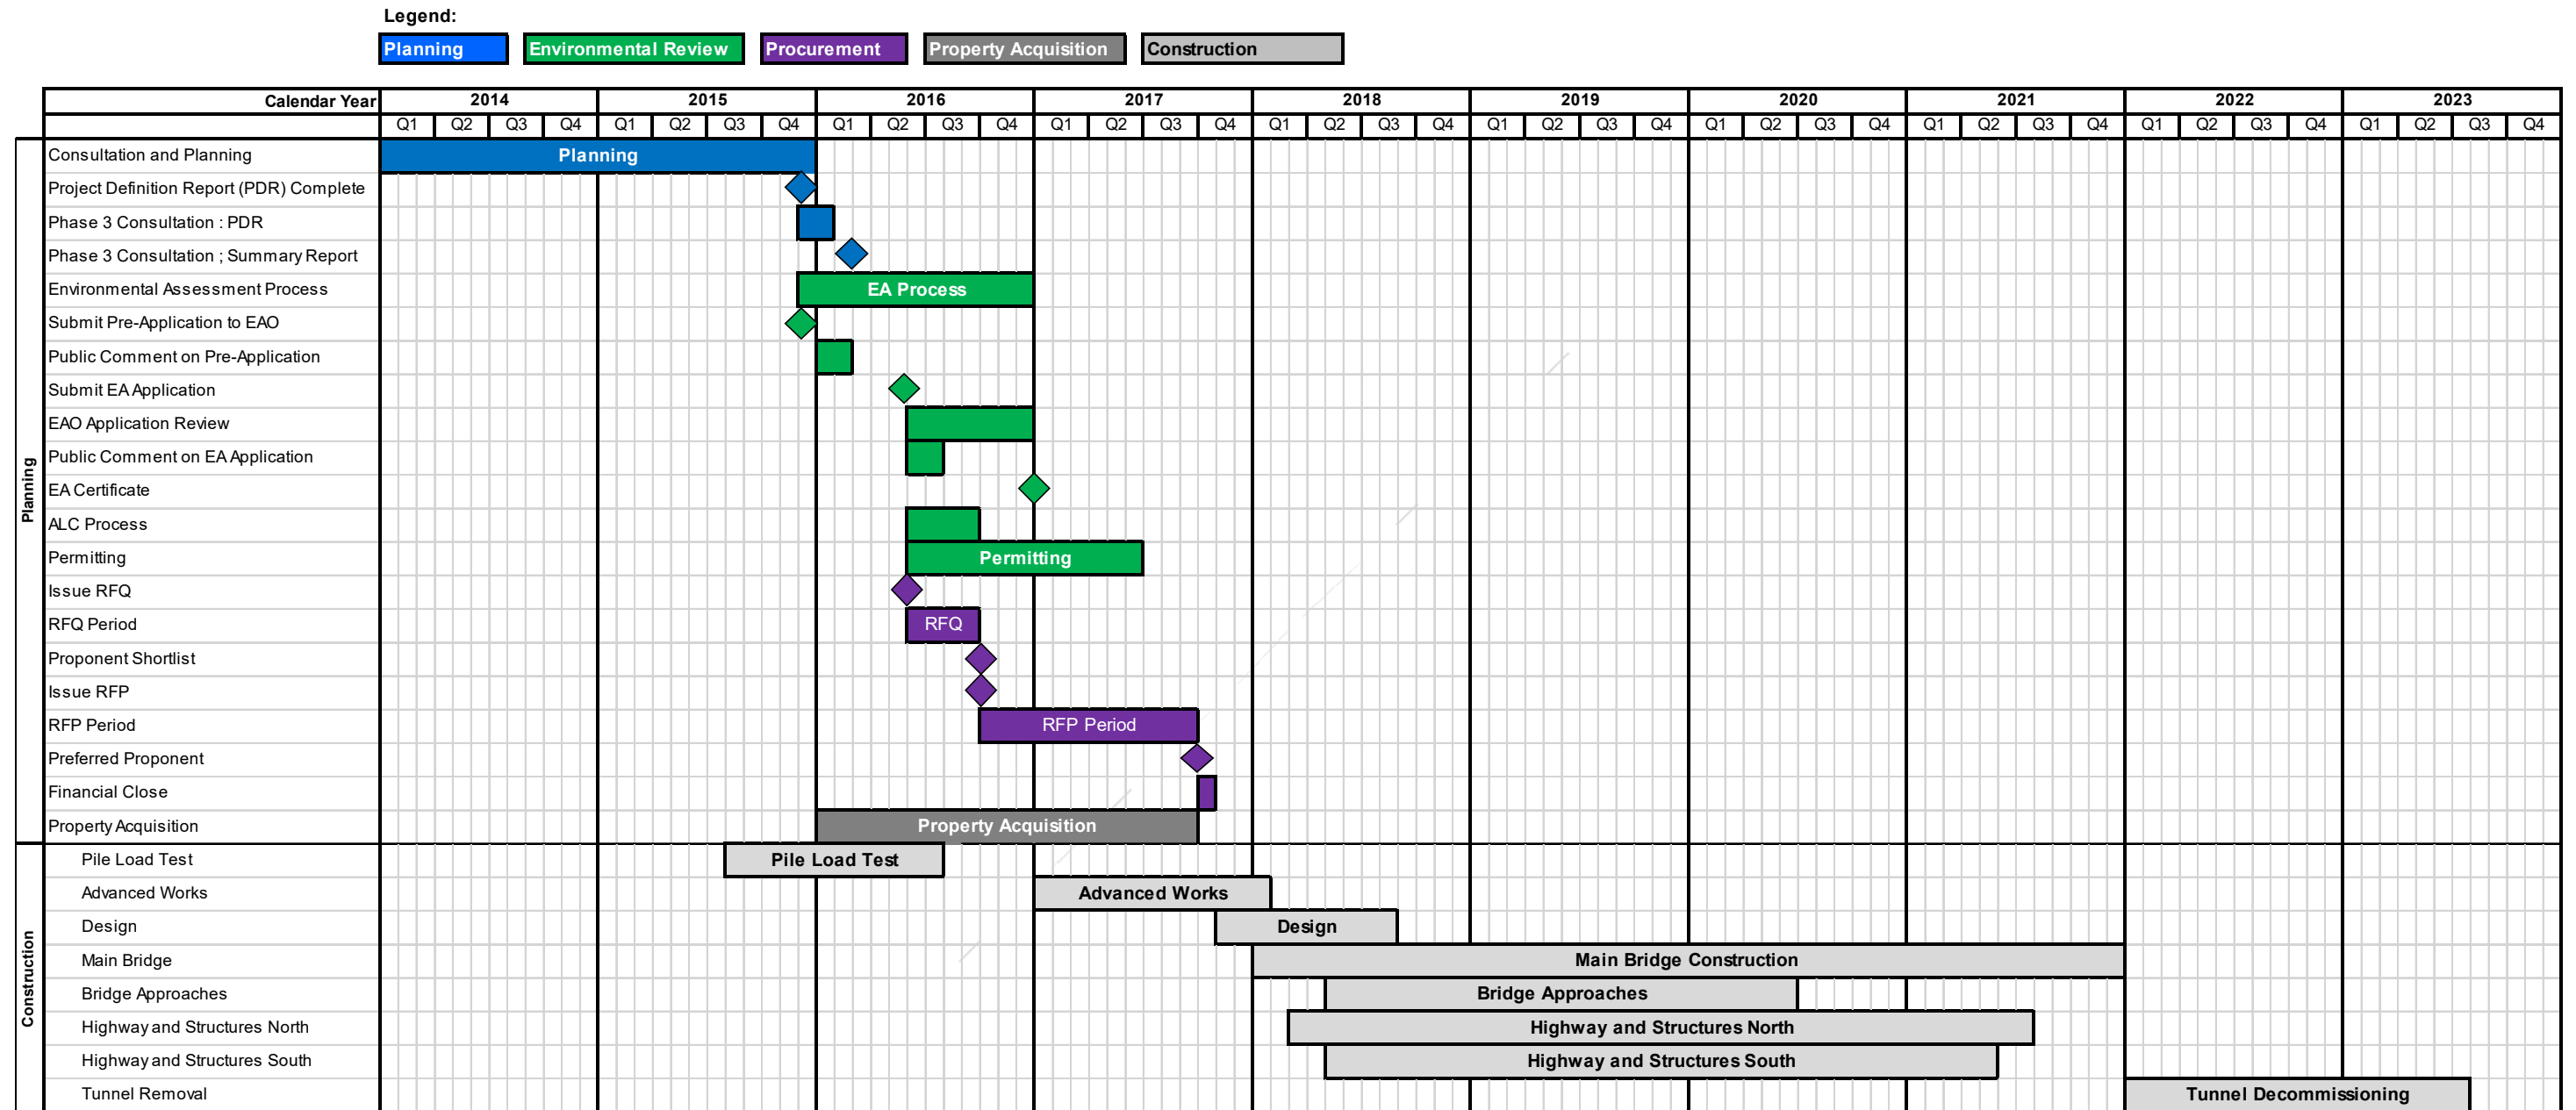 Legend:
Planning Environmental Review Procurement Property Acquisition Construction
Calendar Year 2014 2015 2016 2017 2018 2019 2020 2021 2022 2023
Q1 Q2 Q3 Q4 Q1 Q2 Q3 Q4 Q1 Q2 Q3 Q4 Q1 Q2 Q3 Q4 Q1 Q2 Q3 Q4 Q1 Q2 Q3 Q4 Q1 Q2 Q3 Q4 Q1 Q2 Q3 Q4 Q1 Q2 Q3 Q4 Q1 Q2 Q3 Q4
Planning
Consultation and Planning Planning
Project Definition Report (PDR) Complete
Phase 3 Consultation : PDR
Phase 3 Consultation ; Summary Report
Environmental Assessment Process EA Process
Submit Pre-Application to EAO
Public Comment on Pre-Application
Submit EA Application
EAO Application Review
Public Comment on EA Application
EA Certificate
ALC Process
Permitting Permitting
Issue RFQ
RFQ Period RFQ
Proponent Shortlist
Issue RFP
RFP Period RFP Period
Preferred Proponent
Financial Close
Property Acquisition Property Acquisition
Construction
Pile Load Test Pile Load Test
Advanced Works Advanced Works
Design Design
Main Bridge Main Bridge Construction
Bridge Approaches Bridge Approaches
Highway and Structures North Highway and Structures North
Highway and Structures South Highway and Structures South
Tunnel Removal Tunnel Decommissioning